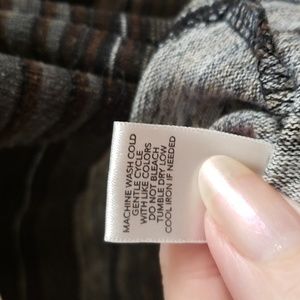 MACHINE WASH COLD
GENTLE CYCLE
WITH LIKE COLORS
DO NOT BLEACH
TUMBLE DRY LOW
COOL IRON IF NEEDED